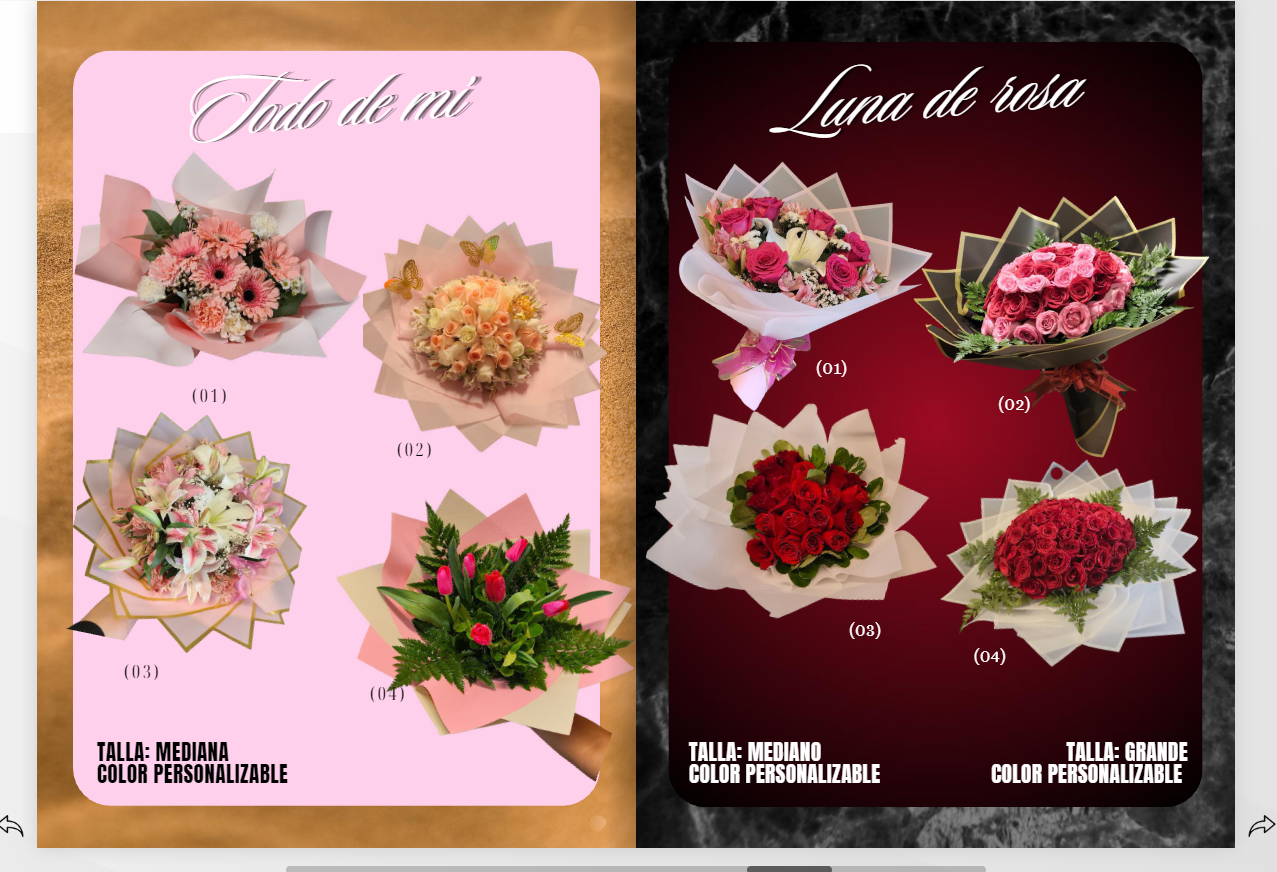 Todo de mi
(01)
(02)
(03)
(04)
TALLA: MEDIANA
COLOR PERSONALIZABLE
Luna de rosa
(01)
(02)
(03)
(04)
TALLA: MEDIANO
COLOR PERSONALIZABLE
TALLA: GRANDE
COLOR PERSONALIZABLE